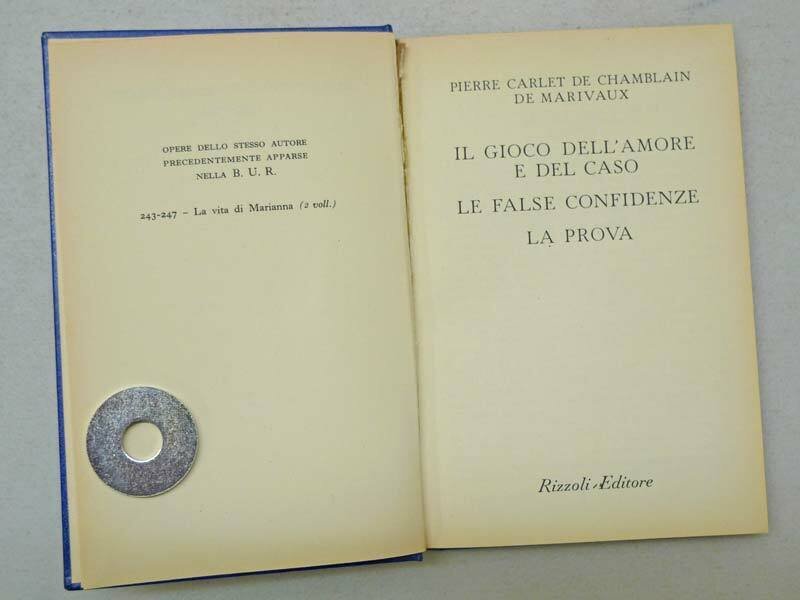 OPERE DELLO STESSO AUTORE
PRECEDENTEMENTE APPARSE
NELLA B. U. R.
243-247 – La vita di Marianna (2 voll.)
PIERRE CARLET DE CHAMBLAIN
DE MARIVAUX
IL GIOCO DELL'AMORE
E DEL CASO
LE FALSE CONFIDENZE
LA PROVA
Rizzoli Editore